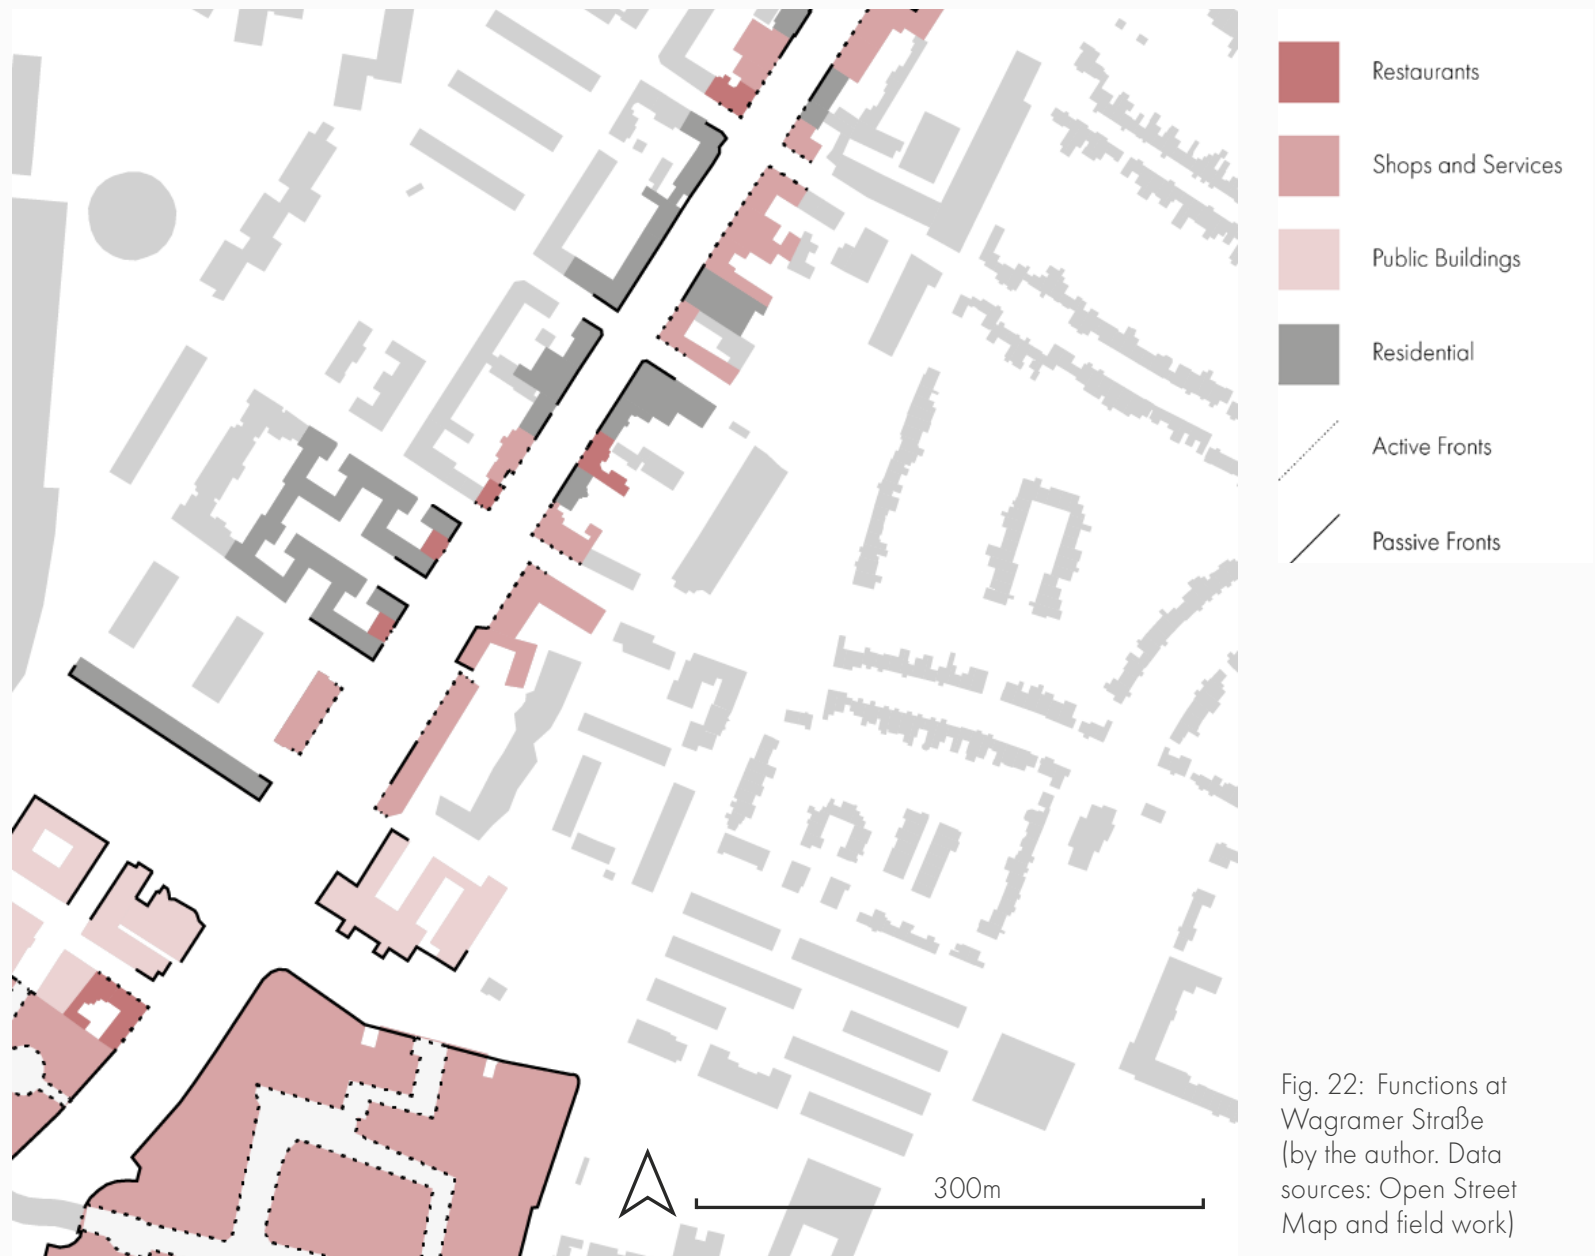 Restaurants
Shops and Services
Public Buildings
Residential
Active Fronts
Passive Fronts
300m
Fig. 22: Functions at
Wagramer Straße
(by the author. Data
sources: Open Street
Map and field work)